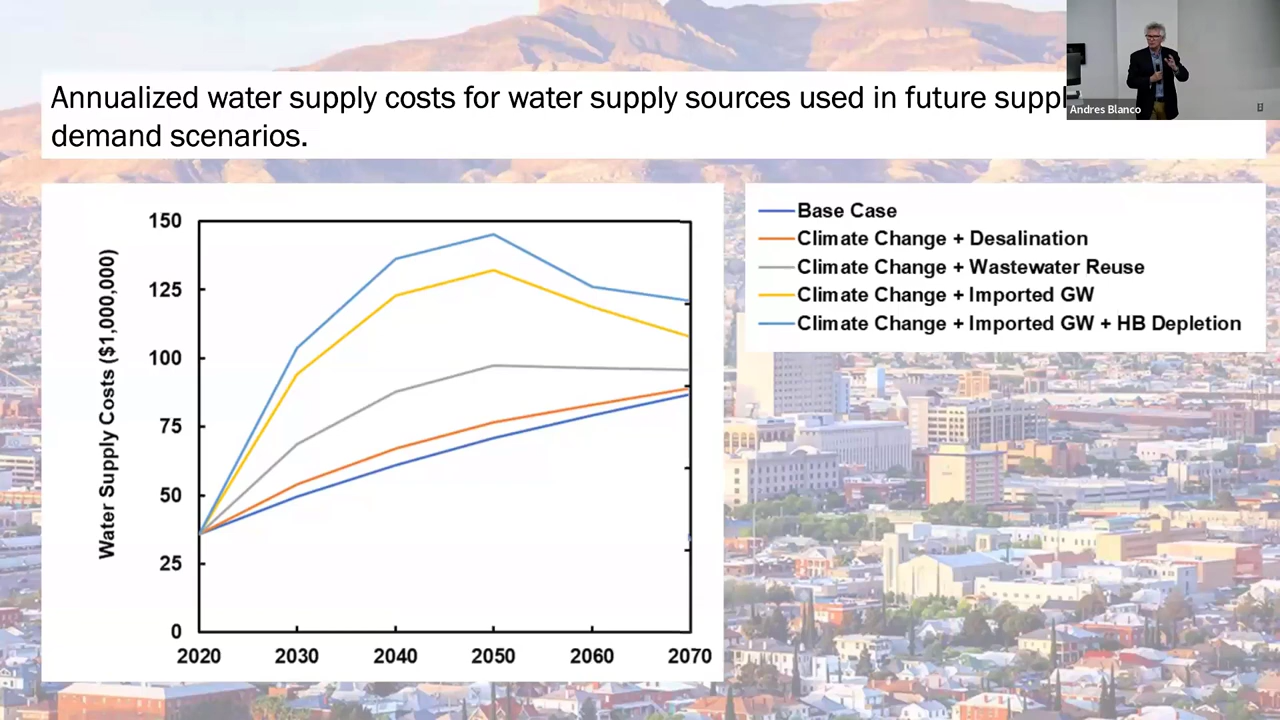 Annualized water supply costs for water supply sources used in future
demand scenarios.
Andres Blanco
Water Supply Costs ($1,000,000)
150
125
100
75
50
25
0
2020 2030 2040 2050 2060 2070
Base Case
Climate Change + Desalination
Climate Change + Wastewater Reuse
Climate Change + Imported GW
Climate Change + Imported GW + HB Depletion